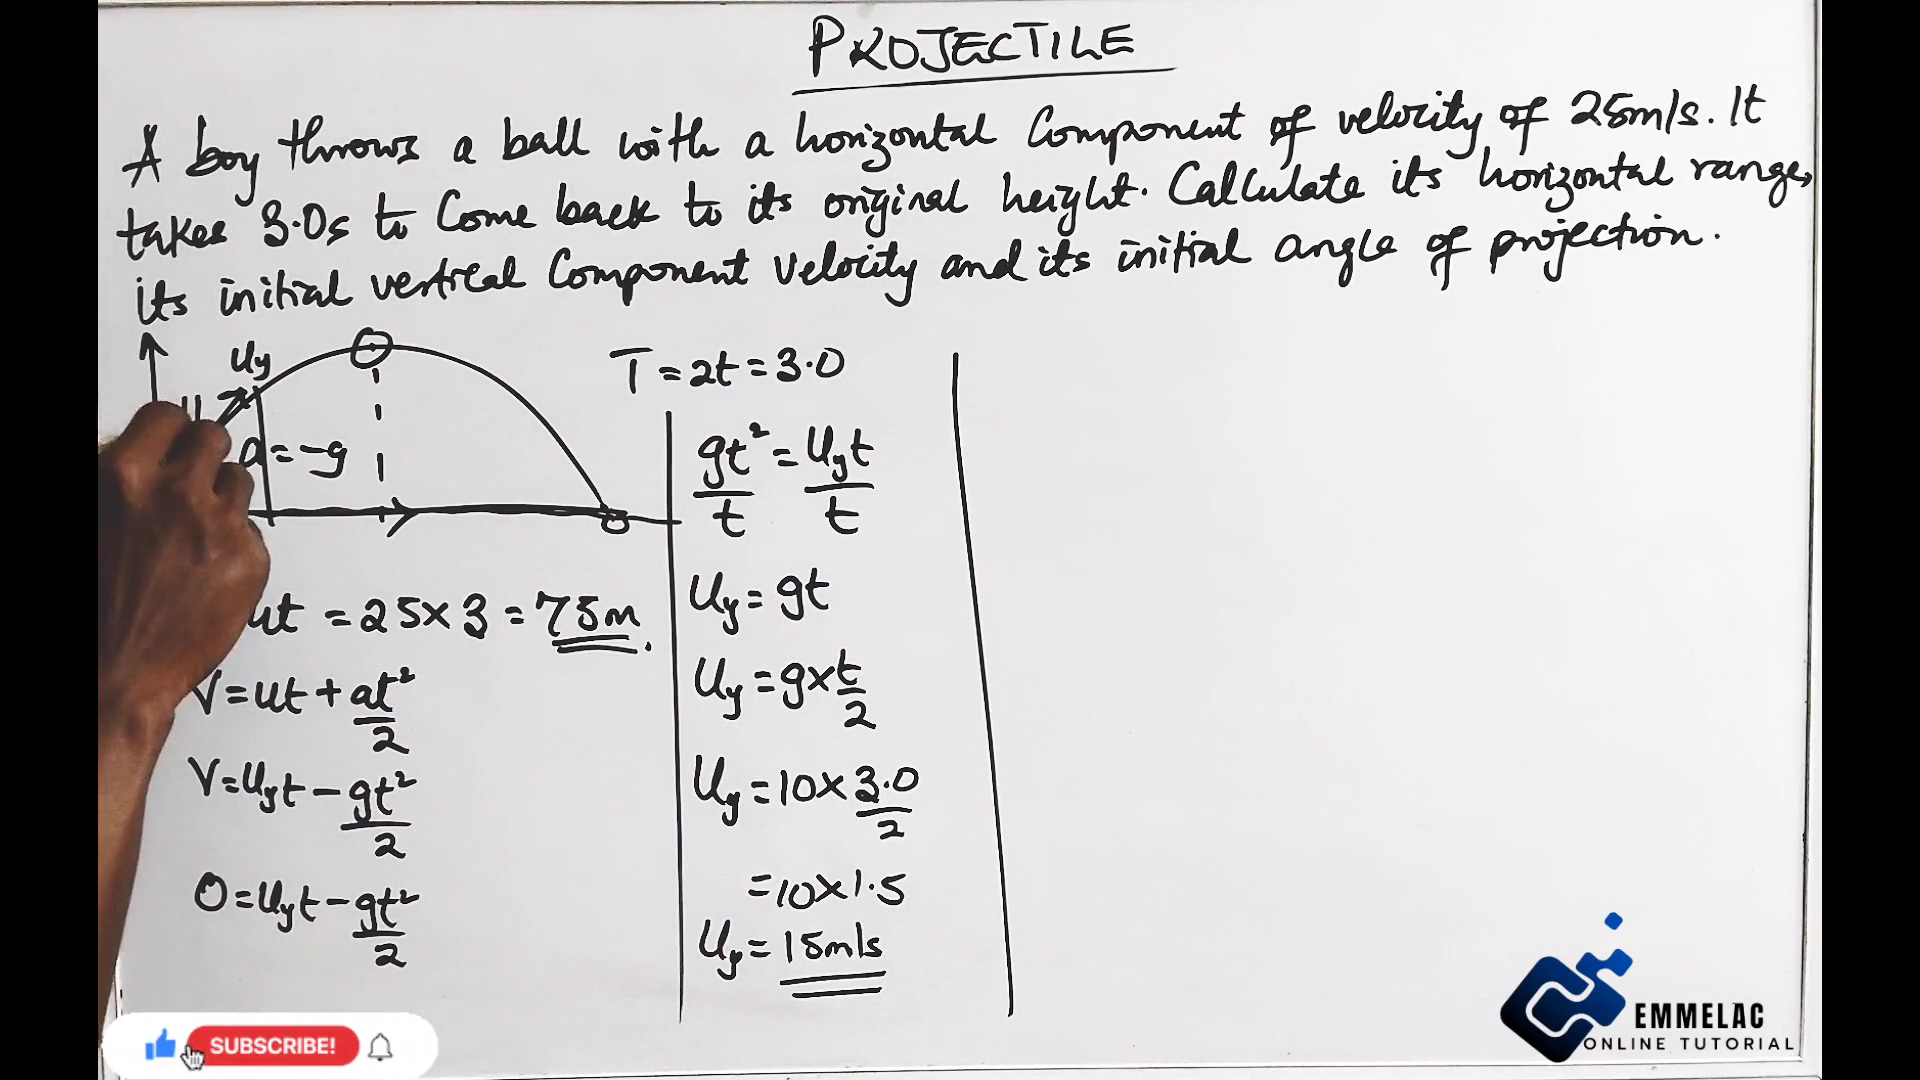 PROJECTILE
A boy throws a ball with a horizontal component of velocity of 25m/s. It
takes 3.0s to come back to its original height. Calculate its horizontal range,
its initial vertical component velocity and its initial angle of projection.
Uy
a = -g
ut = 25 × 3 = 75m.
V = ut + at²/2
V = Uyt - gt²/2
0 = Uyt - gt²/2
T = 2t = 3.0
gt²/t = Uyt/t
Uy = gt
Uy = g × t/2
Uy = 10 × 3.0/2
= 10 × 1.5
Uy = 15m/s
SUBSCRIBE!
EMMELAC
ONLINE TUTORIAL